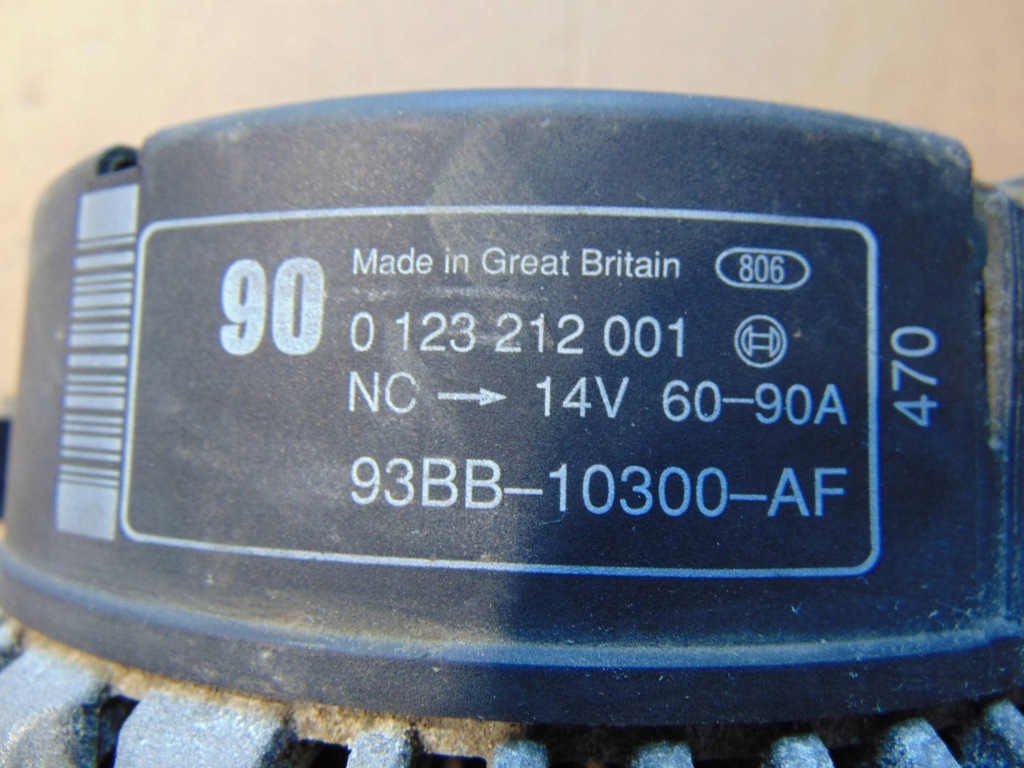 90
Made in Great Britain 806
0 123 212 001
NC → 14V 60-90A
93BB-10300-AF
470